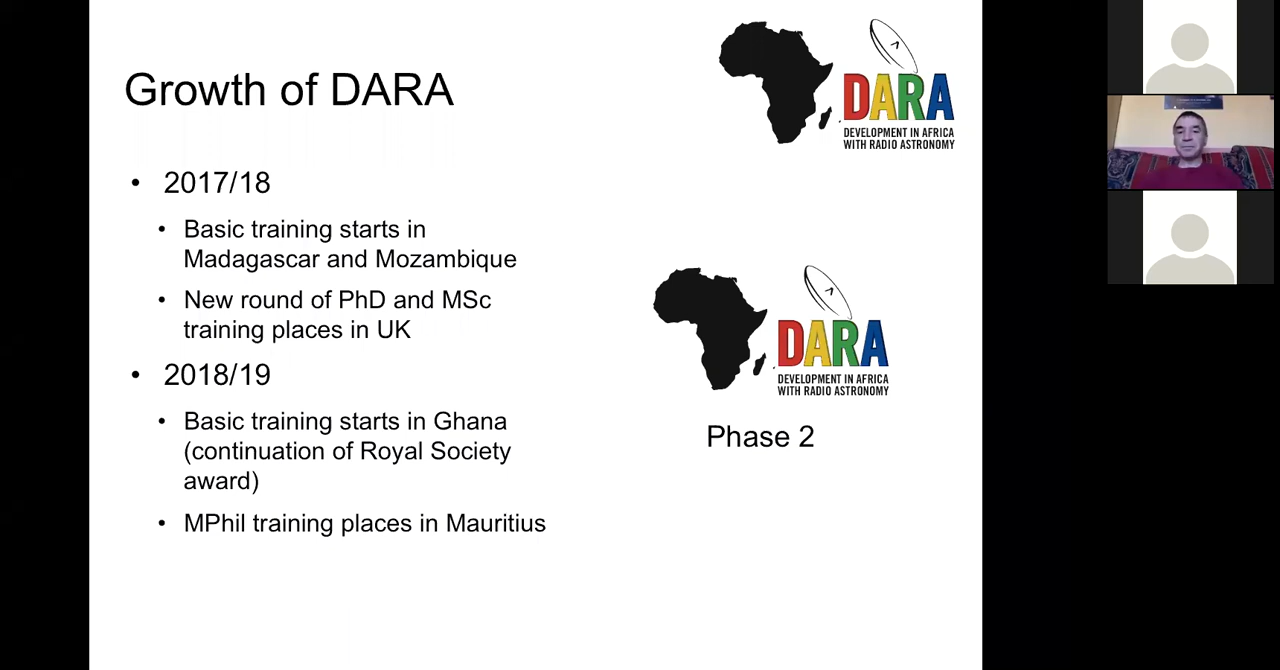 Growth of DARA
DARA
DEVELOPMENT IN AFRICA
WITH RADIO ASTRONOMY
• 2017/18
• Basic training starts in
Madagascar and Mozambique
• New round of PhD and MSc
training places in UK
• 2018/19
• Basic training starts in Ghana
(continuation of Royal Society
award)
• MPhil training places in Mauritius
DARA
DEVELOPMENT IN AFRICA
WITH RADIO ASTRONOMY
Phase 2